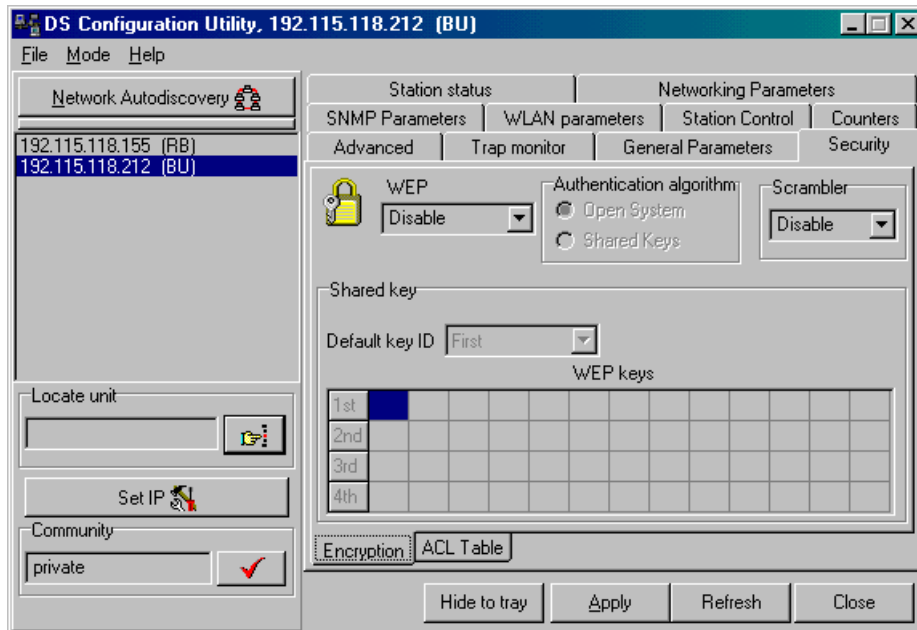 DS Configuration Utility, 192.115.118.212 (BU)
File Mode Help
Network Autodiscovery
192.115.118.155 (RB)
192.115.118.212 (BU)
Locate unit
Set IP
Community
private
Station status Networking Parameters
SNMP Parameters WLAN parameters Station Control Counters
Advanced Trap monitor General Parameters Security
WEP
Disable
Authentication algorithm
Open System
Shared Keys
Scrambler
Disable
Shared key
Default key ID First
WEP keys
1st
2nd
3rd
4th
Encryption ACL Table
Hide to tray Apply Refresh Close